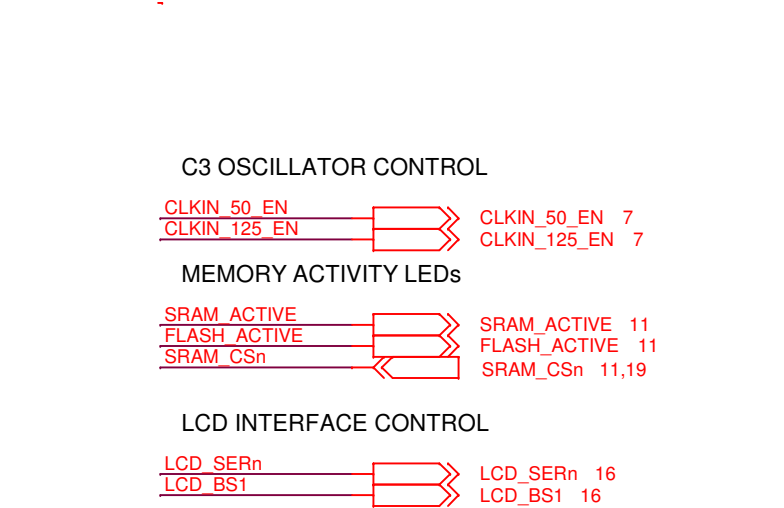 C3 OSCILLATOR CONTROL
CLKIN_50_EN CLKIN_50_EN 7
CLKIN_125_EN CLKIN_125_EN 7
MEMORY ACTIVITY LEDs
SRAM_ACTIVE SRAM_ACTIVE 11
FLASH_ACTIVE FLASH_ACTIVE 11
SRAM_CSn SRAM_CSn 11,19
LCD INTERFACE CONTROL
LCD_SERn LCD_SERn 16
LCD_BS1 LCD_BS1 16